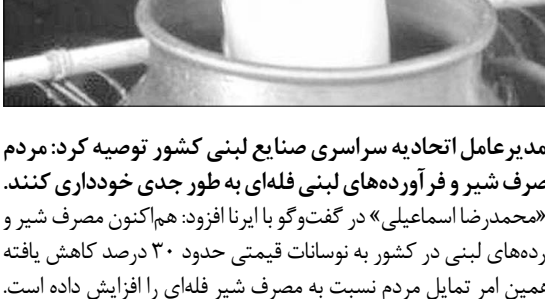 مدیرعامل اتحادیه سراسری صنایع لبنی کشور توصیه کرد: مردم
صرف شیر و فرآورده‌های لبنی فله‌ای به طور جدی خودداری کنند.
«محمدرضا اسماعیلی» در گفت‌وگو با ایرنا افزود: هم‌اکنون مصرف شیر و
رده‌های لبنی در کشور به نوسانات قیمتی حدود ۳۰ درصد کاهش یافته
همین امر تمایل مردم نسبت به مصرف شیر فله‌ای را افزایش داده است.